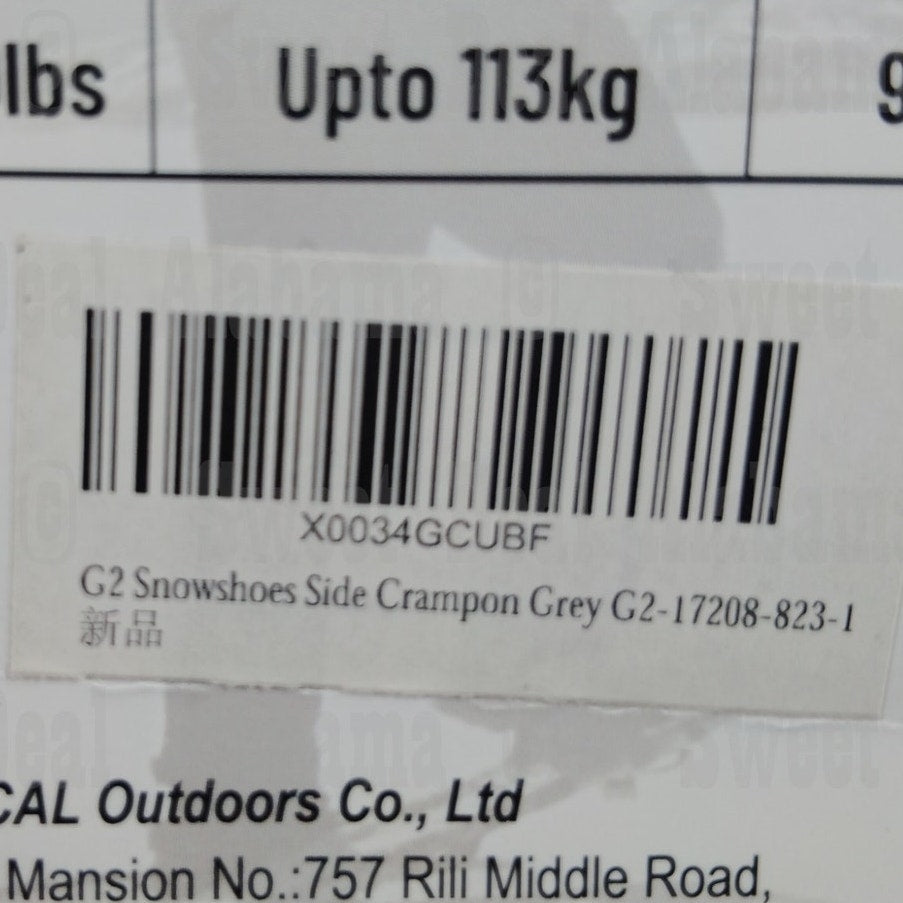 lbs
Upto 113kg
9
X0034GCUBF
G2 Snowshoes Side Crampon Grey G2-17208-823-1
新品
CAL Outdoors Co., Ltd
Mansion No.:757 Rili Middle Road,